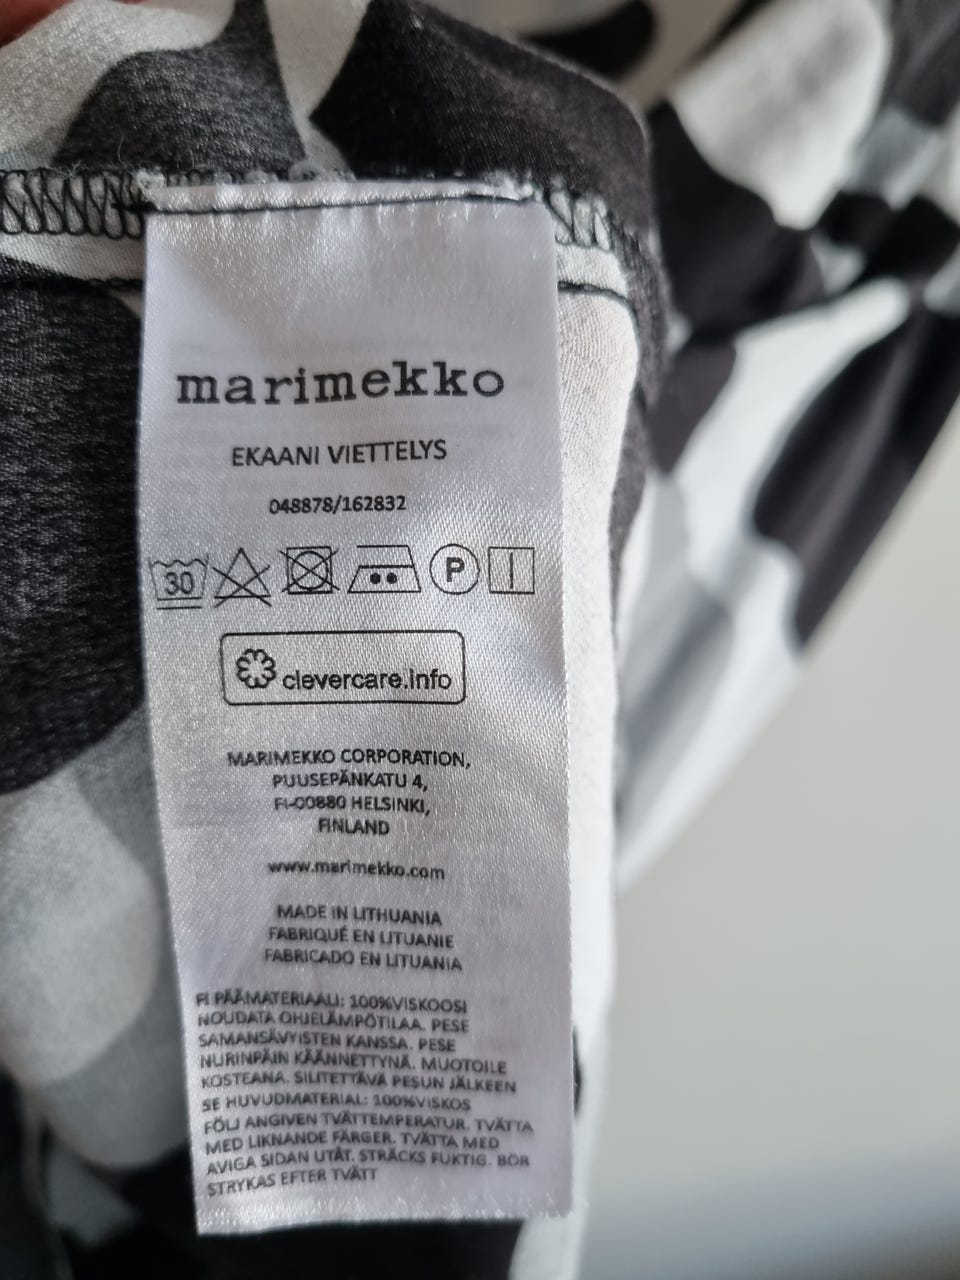 marimekko
EKAANI VIETTELYS
048878/162832
30 P
clevercare.info
MARIMEKKO CORPORATION,
PUUSEPÄNKATU 4,
FI-00880 HELSINKI,
FINLAND
www.marimekko.com
MADE IN LITHUANIA
FABRIQUÉ EN LITUANIE
FABRICADO EN LITUANIA
FI PÄÄMATERIAALI: 100%VISKOOSI
NOUDATA OHJELÄMPÖTILAA. PESE
SAMANSÄVYISTEN KANSSA. PESE
NURINPÄIN KÄÄNNETTYNÄ. MUOTOILE
KOSTEANA. SILITETTÄVÄ PESUN JÄLKEEN
SE HUVUDMATERIAL: 100%VISKOS
FÖLJ ANGIVEN TVÄTTEMPERATUR. TVÄTTA
MED LIKNANDE FÄRGER. TVÄTTA MED
AVIGA SIDAN UTÅT. STRÄCKS FUKTIG. BÖR
STRYKAS EFTER TVÄTT